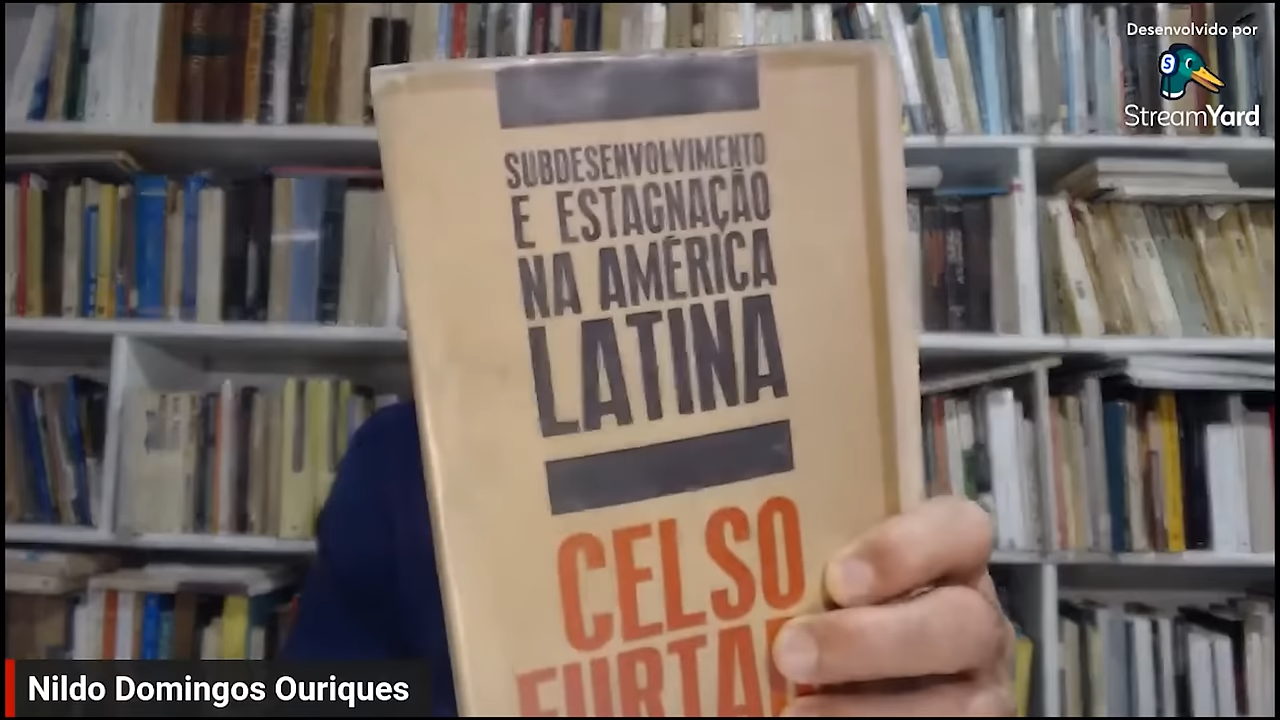 Desenvolvido por
StreamYard
SUBDESENVOLVIMENTO
E ESTAGNAÇÃO
NA AMÉRICA
LATINA
CELSO
Nildo Domingos Ouriques